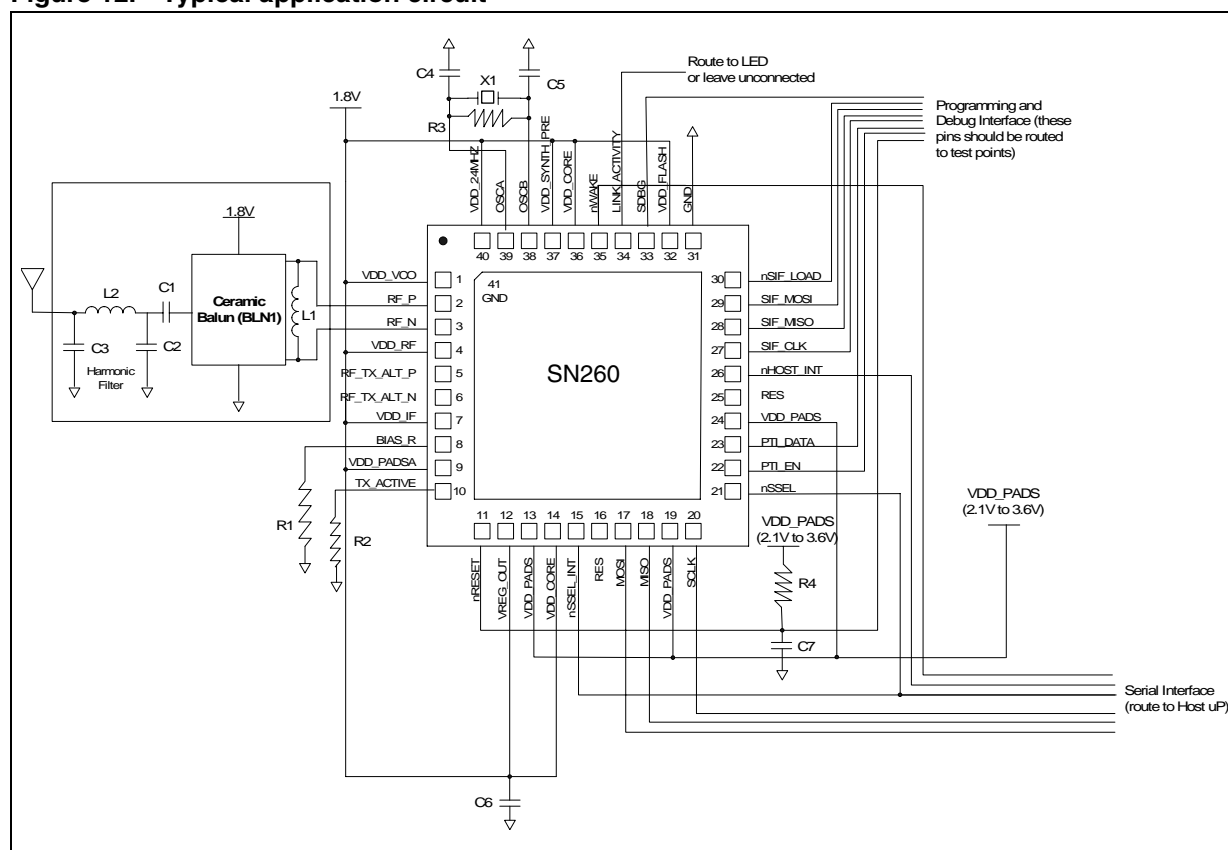 Figure 12. Typical application circuit
C4
C5
X1
R3
1.8V
Route to LED
or leave unconnected
Programming and
Debug Interface (these
pins should be routed
to test points)
VDD_24MHZ
OSCA
OSCB
VDD_SYNTH_PRE
VDD_CORE
nWAKE
LINK_ACTIVITY
SDBG
VDD_FLASH
GND
40
39
38
37
36
35
34
33
32
31
1.8V
L2
C1
Ceramic
Balun (BLN1)
L1
C3
C2
Harmonic
Filter
VDD_VCO
1
RF_P
2
RF_N
3
VDD_RF
4
RF_TX_ALT_P
5
RF_TX_ALT_N
6
VDD_IF
7
BIAS_R
8
VDD_PADSA
9
TX_ACTIVE
10
41
GND
SN260
30
nSIF_LOAD
29
SIF_MOSI
28
SIF_MISO
27
SIF_CLK
26
nHOST_INT
25
RES
24
VDD_PADS
23
PTI_DATA
22
PTI_EN
21
nSSEL
R1
R2
11
12
13
14
15
16
17
18
19
20
nRESET
VREG_OUT
VDD_PADS
VDD_CORE
nSSEL_INT
RES
MOSI
MISO
VDD_PADS
SCLK
VDD_PADS
(2.1V to 3.6V)
R4
C7
VDD_PADS
(2.1V to 3.6V)
Serial Interface
(route to Host uP)
C6